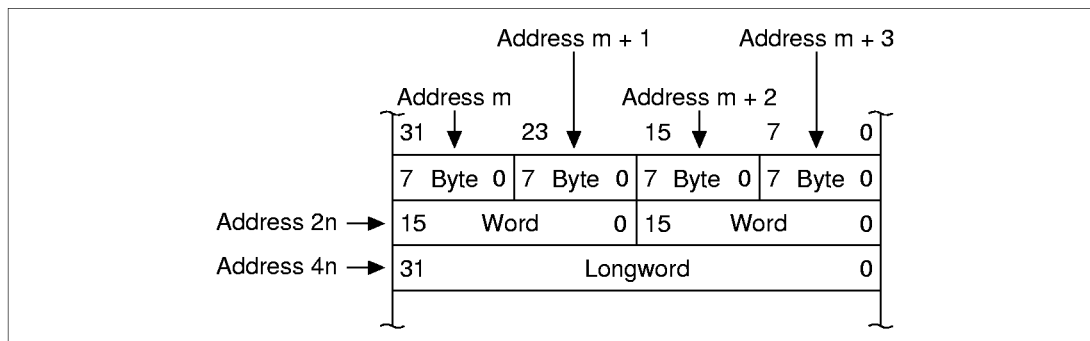 Address m + 1 Address m + 3
Address m Address m + 2
31 23 15 7 0
7 Byte 0 7 Byte 0 7 Byte 0 7 Byte 0
Address 2n 15 Word 0 15 Word 0
Address 4n 31 Longword 0